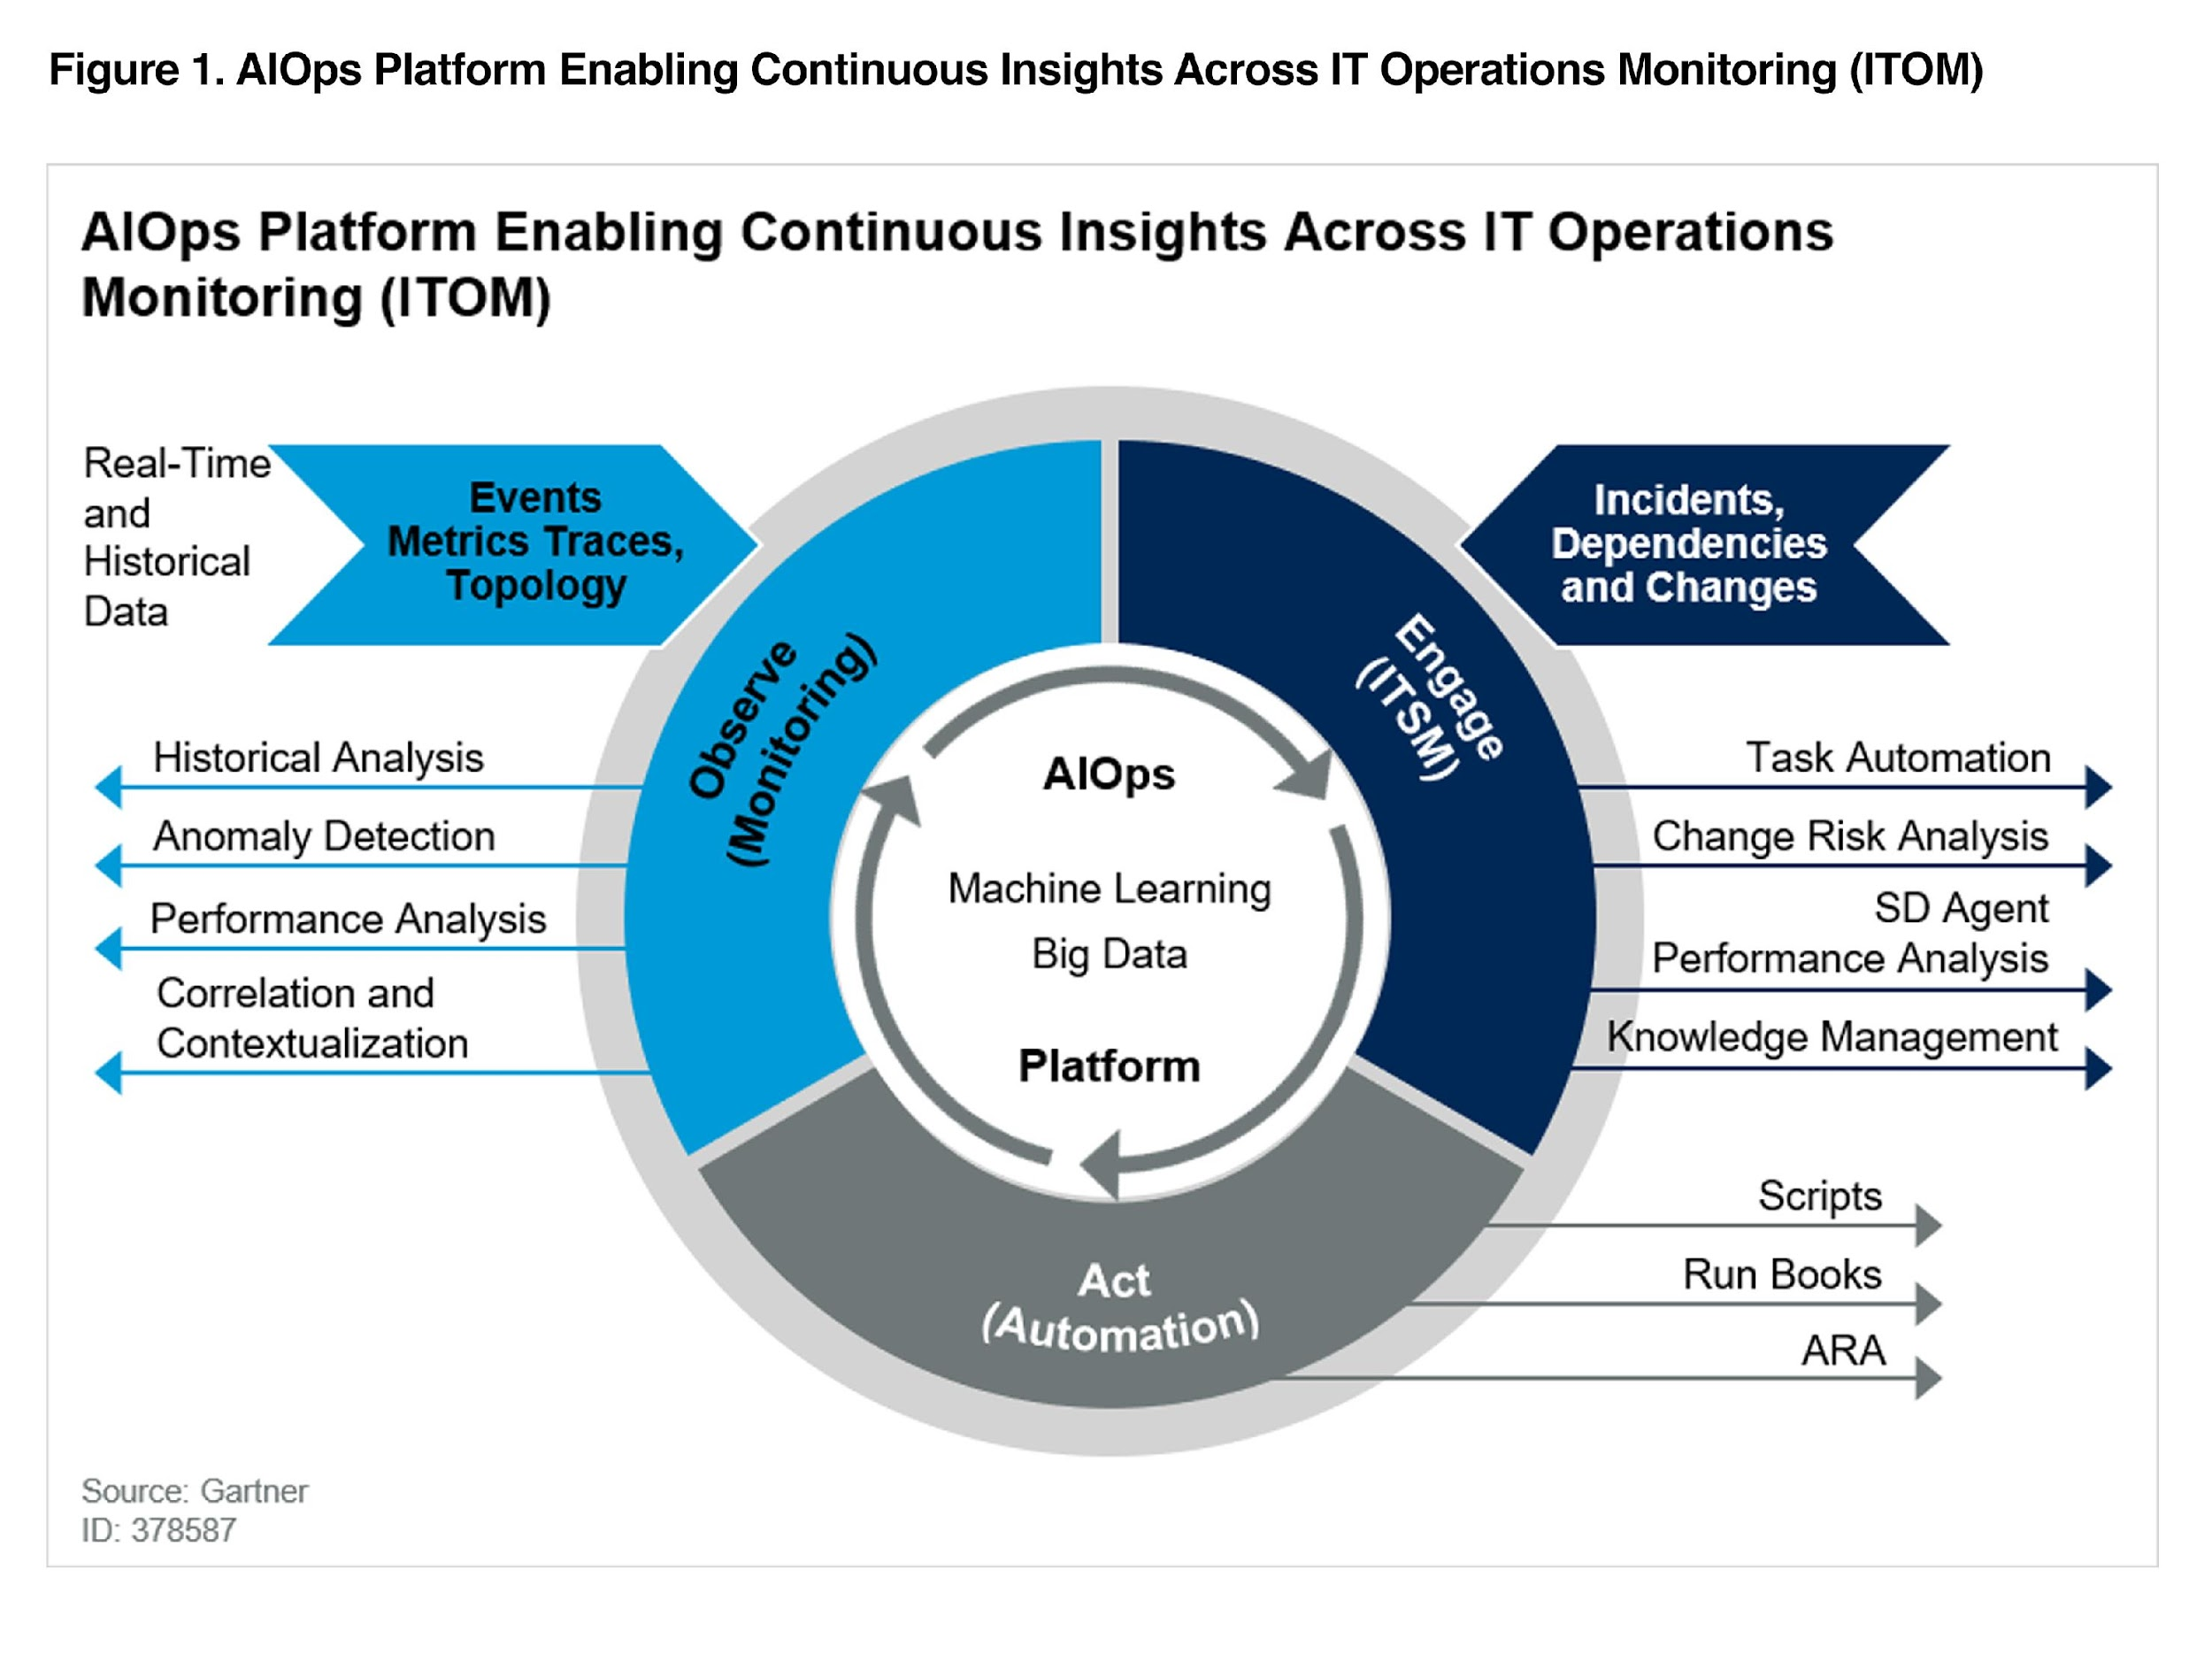 Figure 1. AIOps Platform Enabling Continuous Insights Across IT Operations Monitoring (ITOM)
AIOps Platform Enabling Continuous Insights Across IT Operations
Monitoring (ITOM)
Real-Time
and
Historical
Data
Events
Metrics Traces,
Topology
Incidents,
Dependencies
and Changes
Observe
(Monitoring)
Engage
(ITSM)
Historical Analysis
Anomaly Detection
Performance Analysis
Correlation and
Contextualization
AIOps
Machine Learning
Big Data
Platform
Task Automation
Change Risk Analysis
SD Agent
Performance Analysis
Knowledge Management
Act
(Automation)
Scripts
Run Books
ARA
Source: Gartner
ID: 378587